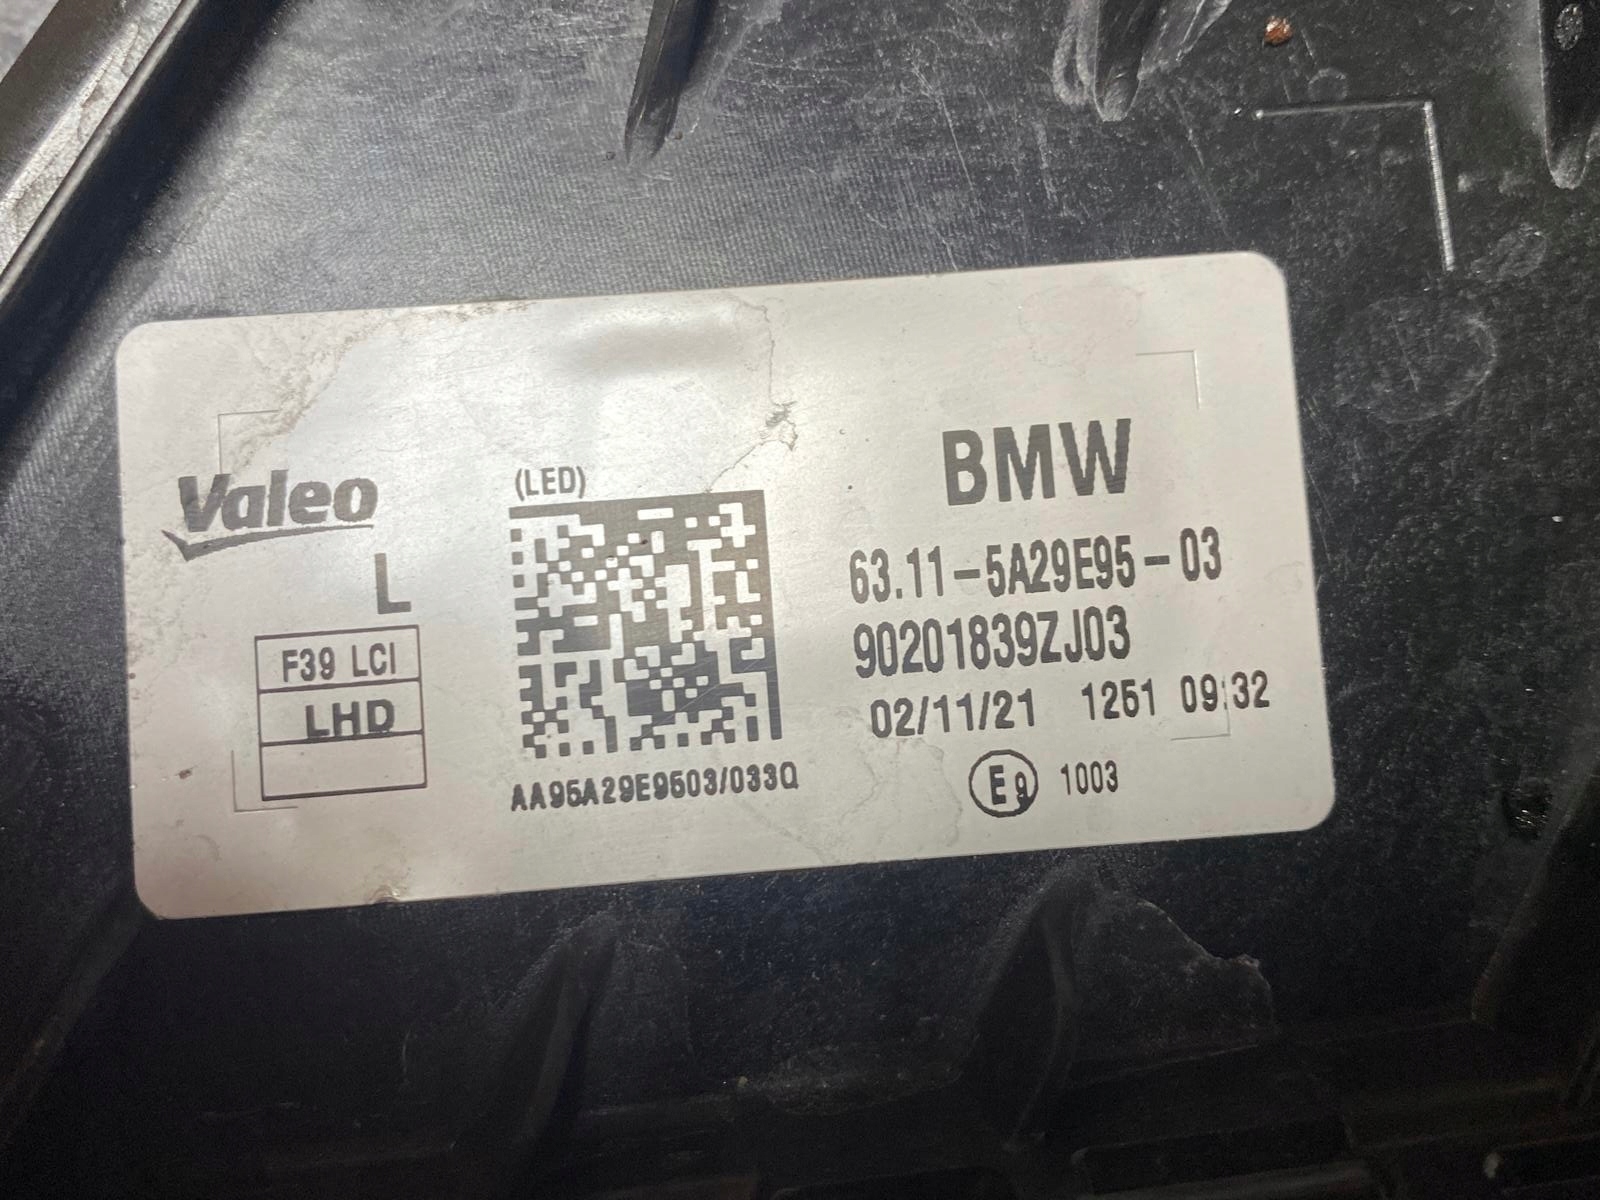 Valeo
L
F39 LCI
LHD
(LED)
AA95A29E9503/033Q
BMW
63.11-5A29E95-03
90201839ZJ03
02/11/21 1251 09:32
E9 1003